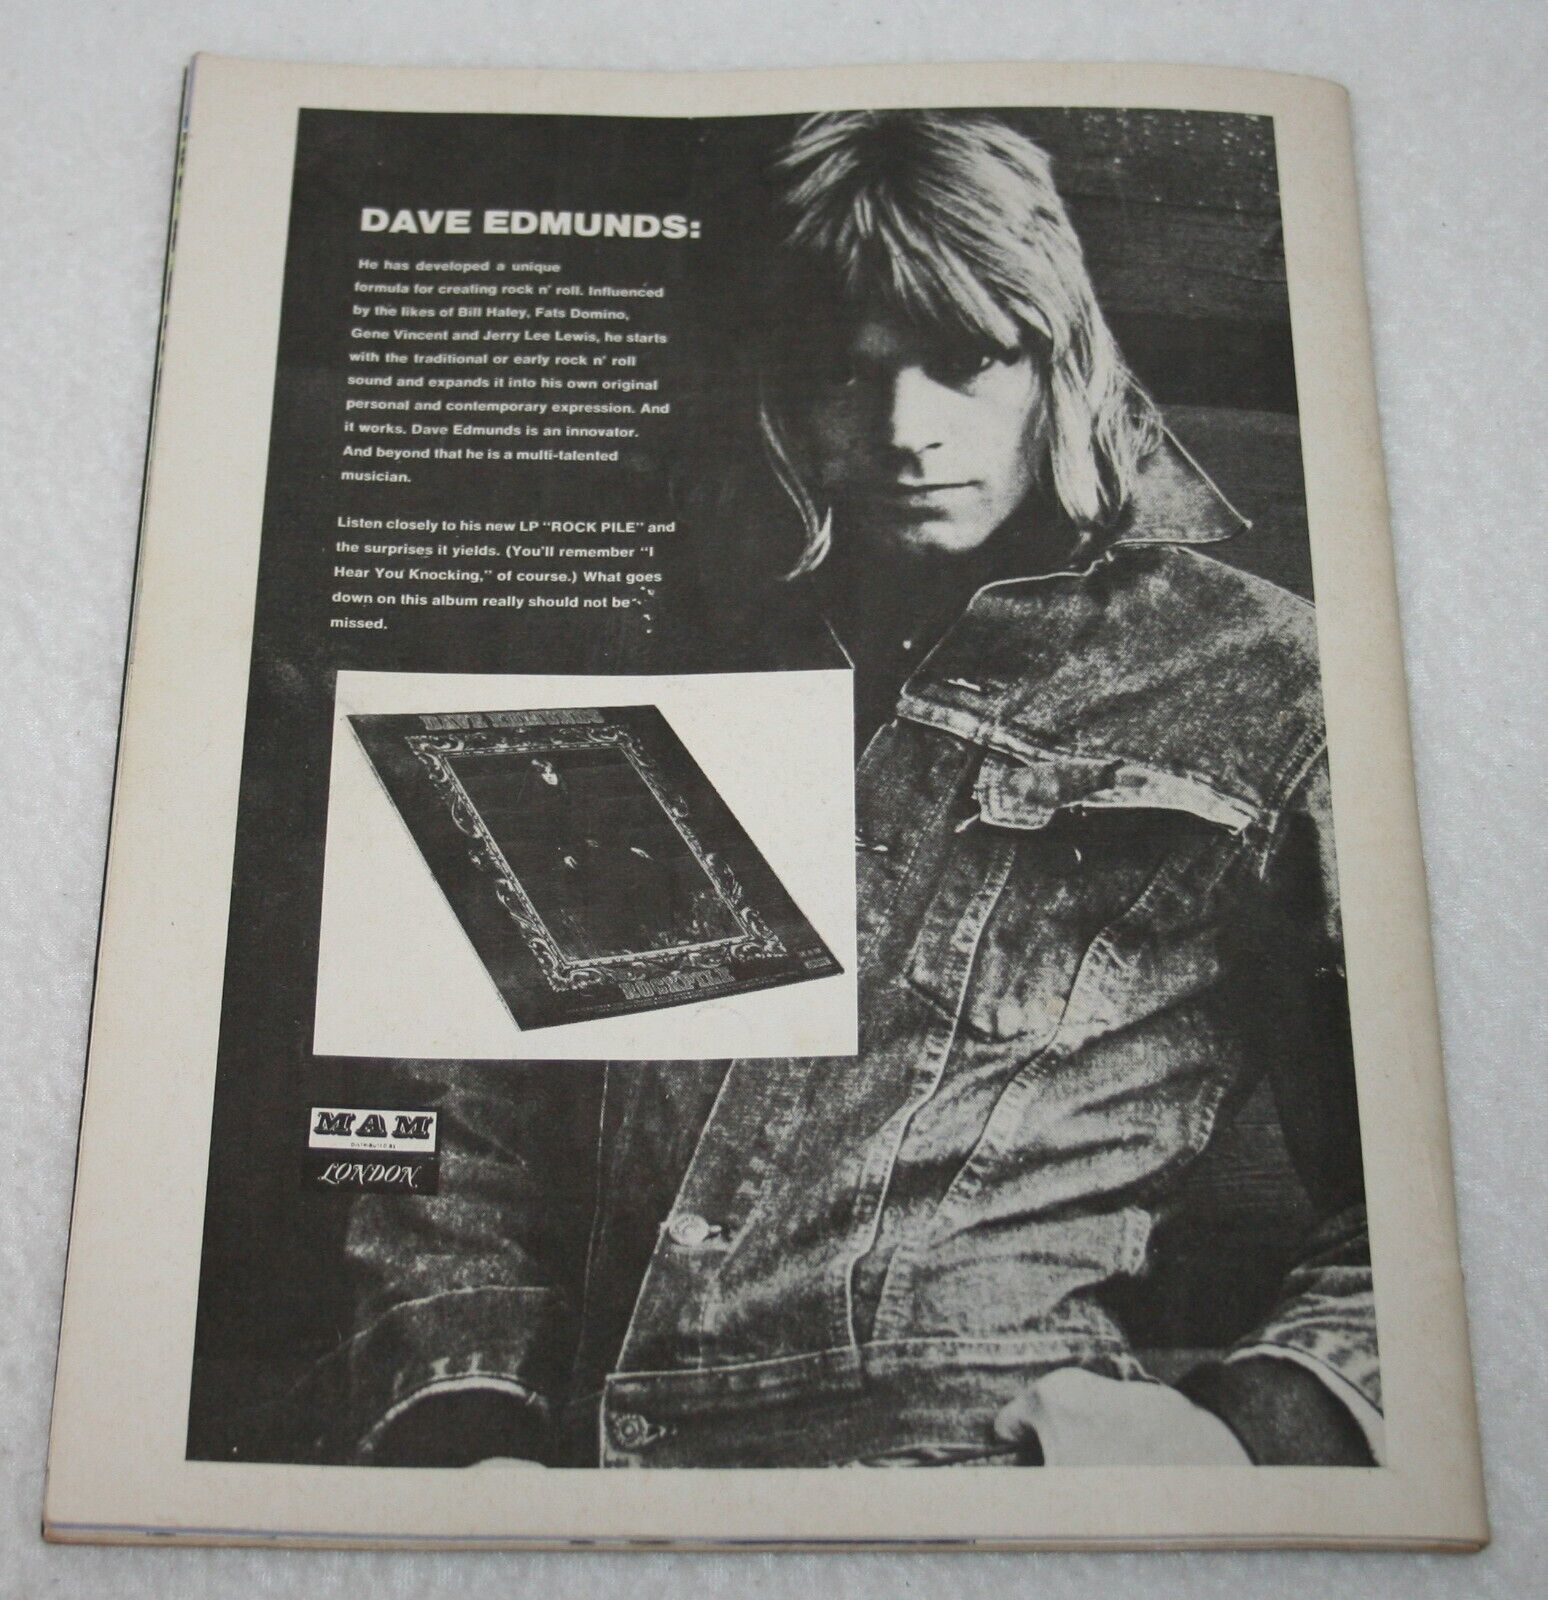 DAVE EDMUNDS:
He has developed a unique
formula for creating rock n' roll. Influenced
by the likes of Bill Haley, Fats Domino,
Gene Vincent and Jerry Lee Lewis, he starts
with the traditional or early rock n' roll
sound and expands it into his own original
personal and contemporary expression. And
it works. Dave Edmunds is an innovator.
And beyond that he is a multi-talented
musician.
Listen closely to his new LP "ROCK PILE" and
the surprises it yields. (You'll remember "I
Hear You Knocking," of course.) What goes
down on this album really should not be
missed.
DAVE EDMUNDS
ROCKPILE
MAM
DISTRIBUTED BY
LONDON